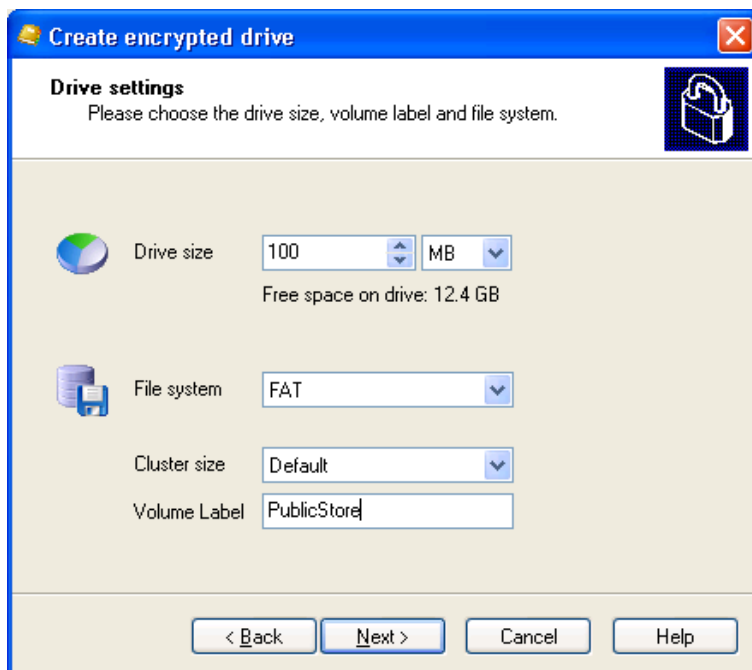 Create encrypted drive
Drive settings
Please choose the drive size, volume label and file system.
Drive size 100 MB
Free space on drive: 12.4 GB
File system FAT
Cluster size Default
Volume Label PublicStore
< Back Next > Cancel Help